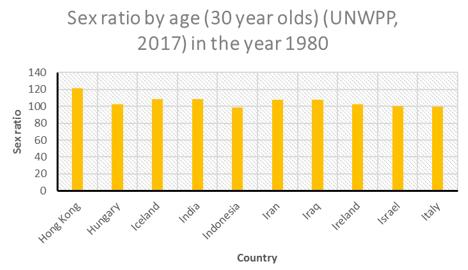 Sex ratio by age (30 year olds) (UNWPP,
2017) in the year 1980
140
120
100
80
60
40
20
0
Sex ratio
Hong Kong
Hungary
Iceland
India
Indonesia
Iran
Iraq
Ireland
Israel
Italy
Country